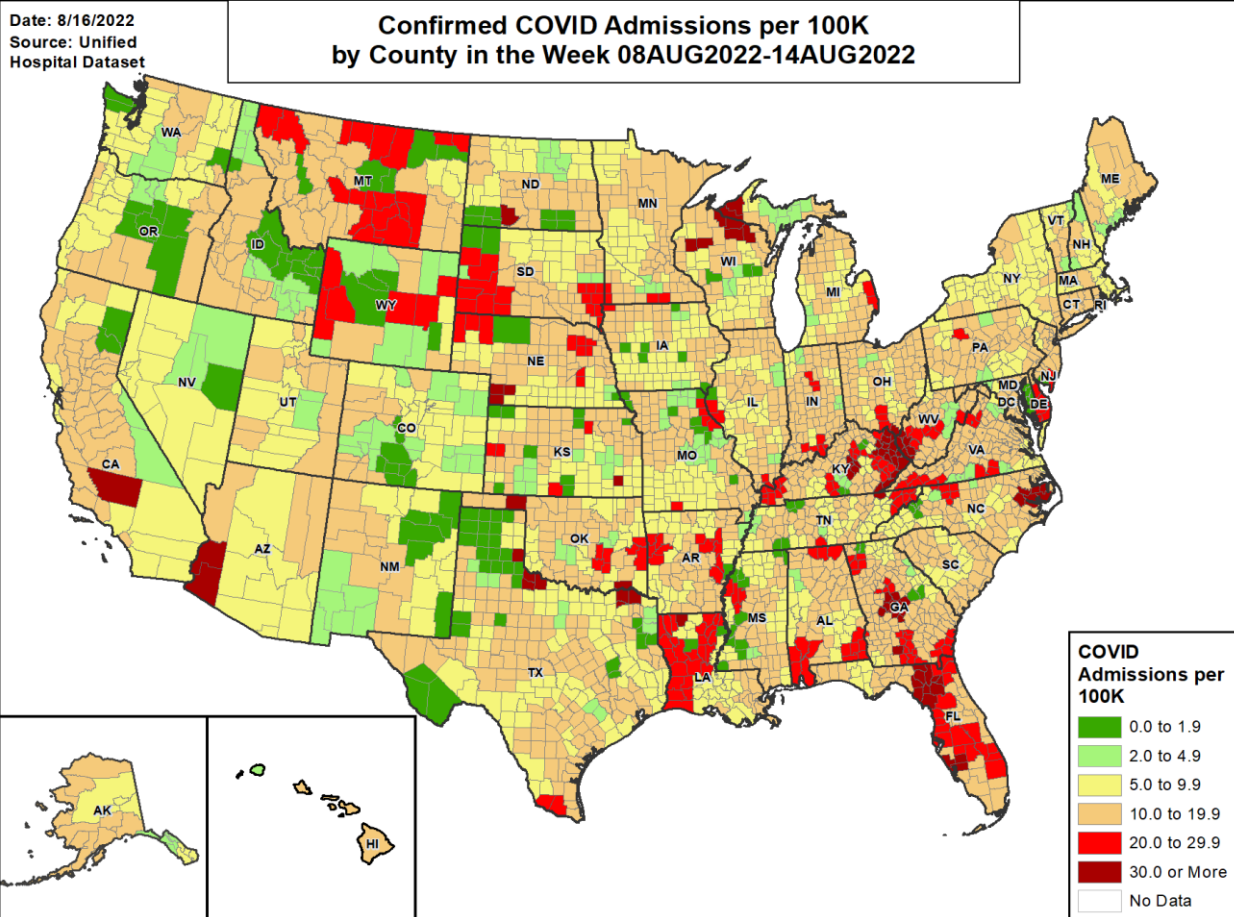 Date: 8/16/2022
Source: Unified
Hospital Dataset
Confirmed COVID Admissions per 100K
by County in the Week 08AUG2022-14AUG2022
WA
MT
ND
MN
ME
OR
ID
SD
WI
VT
NH
NY
MA
CT
RI
WY
MI
NE
IA
PA
NJ
NV
UT
CO
IL
IN
OH
MD
DC
DE
WV
VA
CA
KS
MO
KY
AZ
NM
OK
AR
TN
NC
SC
TX
LA
MS
AL
GA
FL
AK
HI
COVID
Admissions per
100K
0.0 to 1.9
2.0 to 4.9
5.0 to 9.9
10.0 to 19.9
20.0 to 29.9
30.0 or More
No Data